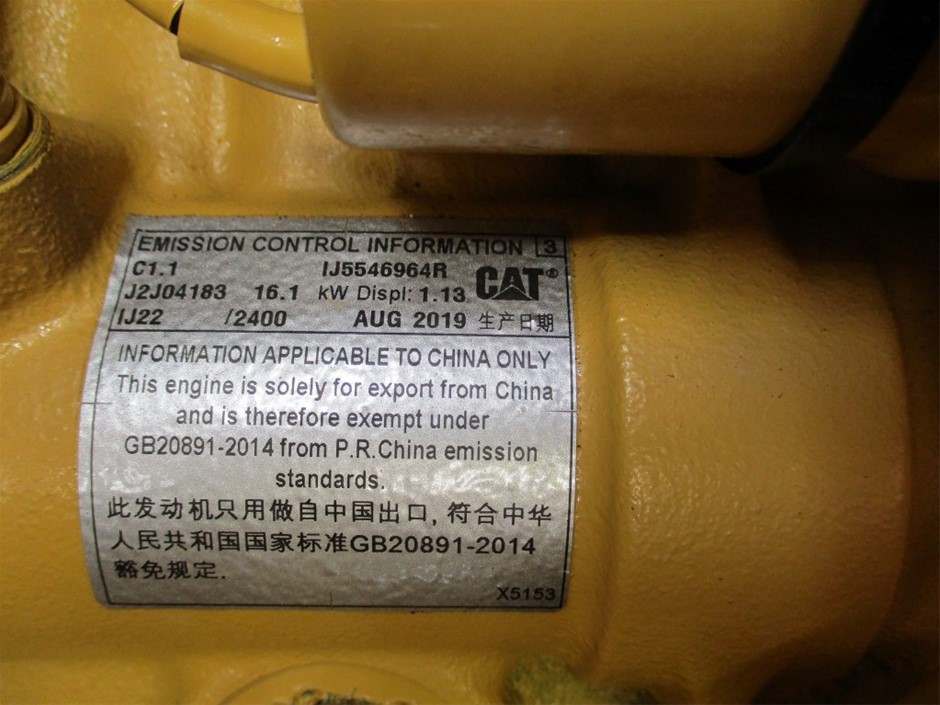 EMISSION CONTROL INFORMATION 3
C1.1 IJ5546964R CAT®
J2J04183 16.1 kW Displ: 1.13
IJ22 /2400 AUG 2019 生产日期
INFORMATION APPLICABLE TO CHINA ONLY
This engine is solely for export from China
and is therefore exempt under
GB20891-2014 from P.R.China emission
standards.
此发动机只用做自中国出口, 符合中华
人民共和国国家标准GB20891-2014
豁免规定.
X5153